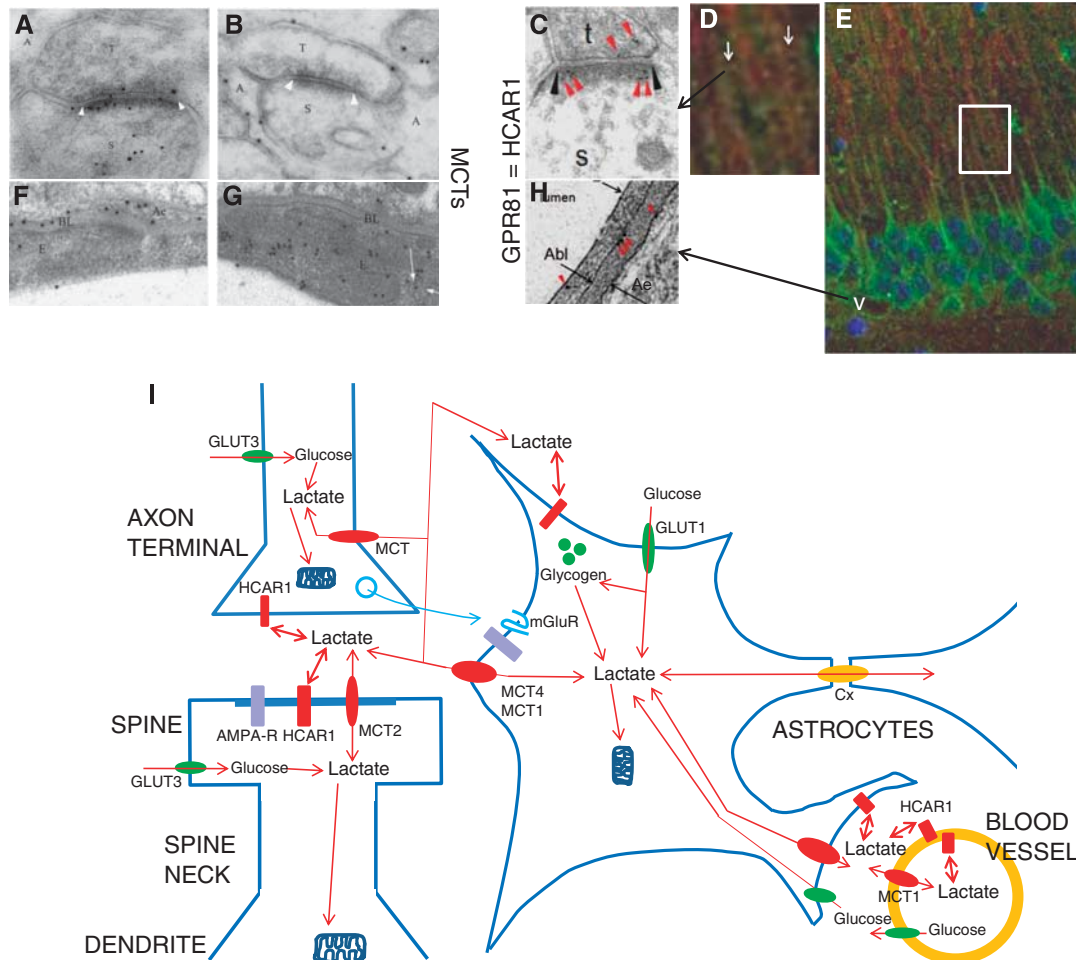 A
A
T
S
B
T
A
S
A
MCTs
C
t
S
GPR81 = HCAR1
D
E
V
F
Ae
BL
E
G
BL
E
H
lumen
Abl
Ae
I
GLUT3
Glucose
Lactate
AXON
TERMINAL
MCT
HCAR1
Lactate
Lactate
Glucose
GLUT1
Glycogen
mGluR
MCT4
MCT1
Lactate
Cx
ASTROCYTES
SPINE
AMPA-R
HCAR1
MCT2
GLUT3
Glucose
Lactate
SPINE
NECK
DENDRITE
HCAR1
BLOOD
VESSEL
Lactate
MCT1
Lactate
Glucose
Glucose